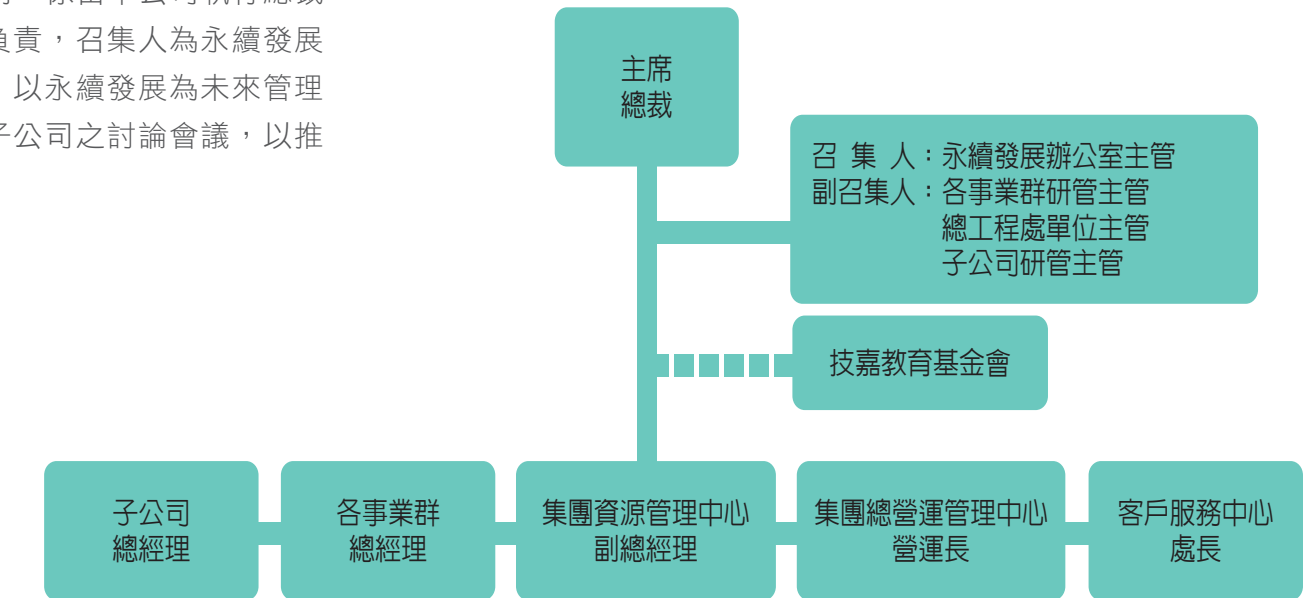 負責，召集人為永續發展
以永續發展為未來管理
子公司之討論會議，以推
主席
總裁
召 集 人：永續發展辦公室主管
副召集人：各事業群研管主管
總工程處單位主管
子公司研管主管
技嘉教育基金會
子公司
總經理
各事業群
總經理
集團資源管理中心
副總經理
集團總營運管理中心
營運長
客戶服務中心
處長